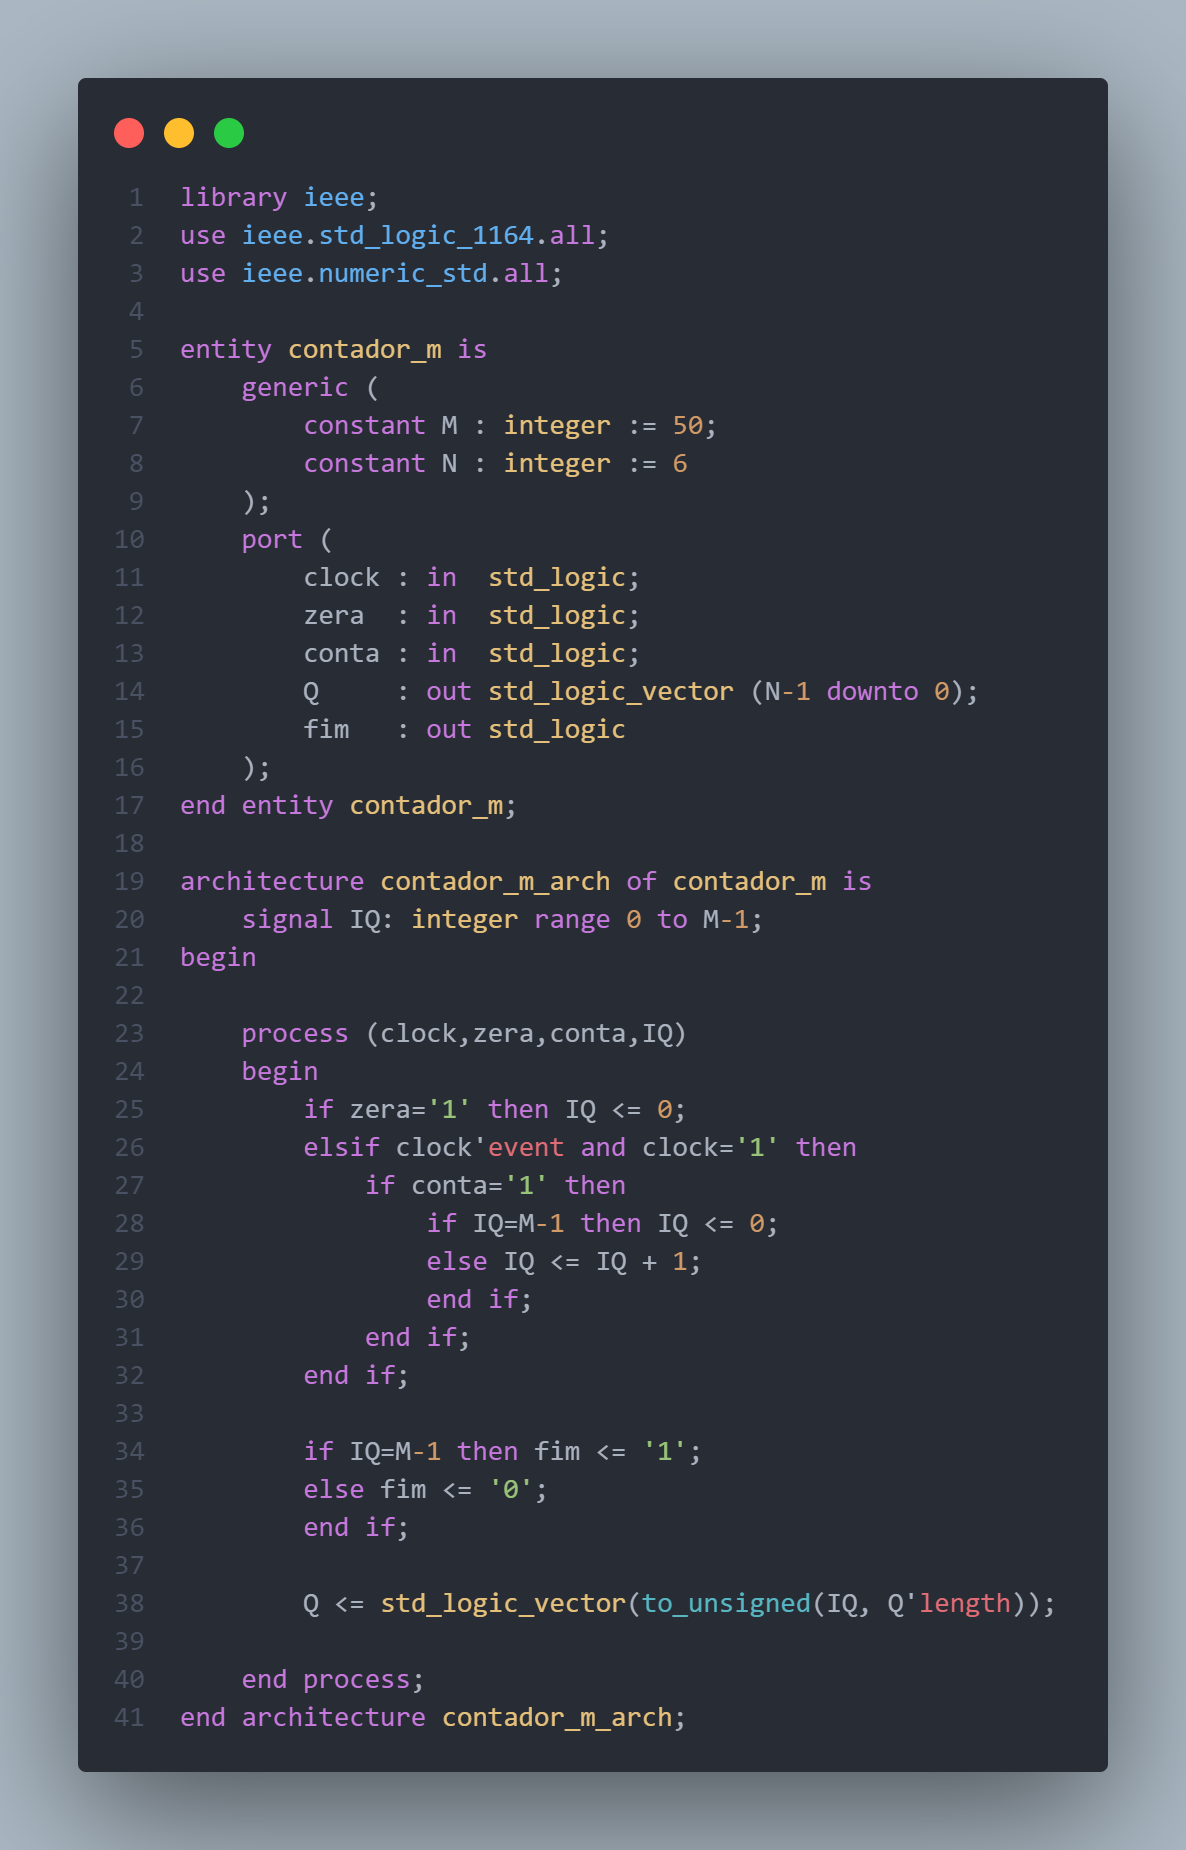 1 library ieee;
2 use ieee.std_logic_1164.all;
3 use ieee.numeric_std.all;
4
5 entity contador_m is
6     generic (
7         constant M : integer := 50;
8         constant N : integer := 6
9     );
10     port (
11         clock : in  std_logic;
12         zera  : in  std_logic;
13         conta : in  std_logic;
14         Q     : out std_logic_vector (N-1 downto 0);
15         fim   : out std_logic
16     );
17 end entity contador_m;
18
19 architecture contador_m_arch of contador_m is
20     signal IQ: integer range 0 to M-1;
21 begin
22
23     process (clock,zera,conta,IQ)
24     begin
25         if zera='1' then IQ <= 0;
26         elsif clock'event and clock='1' then
27             if conta='1' then
28                 if IQ=M-1 then IQ <= 0;
29                 else IQ <= IQ + 1;
30                 end if;
31             end if;
32         end if;
33
34         if IQ=M-1 then fim <= '1';
35         else fim <= '0';
36         end if;
37
38         Q <= std_logic_vector(to_unsigned(IQ, Q'length));
39
40     end process;
41 end architecture contador_m_arch;